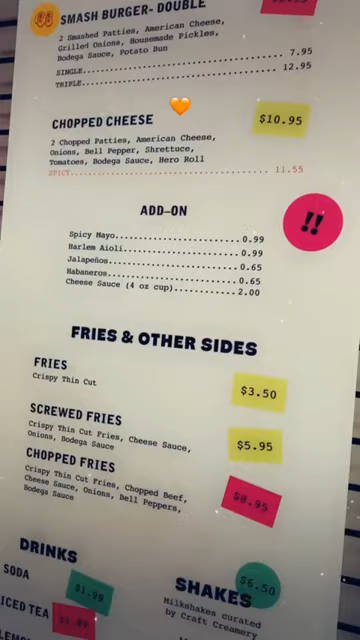 SMASH BURGER- DOUBLE
2 Smashed Patties, American Cheese,
Grilled Onions, Housemade Pickles,
Bodega Sauce, Potato Bun
SINGLE.................................... 7.95
TRIPLE.................................... 12.95
CHOPPED CHEESE $10.95
2 Chopped Patties, American Cheese,
Onions, Bell Pepper, Shrettuce,
Tomatoes, Bodega Sauce, Hero Roll
SPICY..................................... 11.55
ADD-ON
!!
Spicy Mayo........................0.99
Harlem Aioli......................0.99
Jalapeños.........................0.65
Habaneros.........................0.65
Cheese Sauce (4 oz cup)...........2.00
FRIES & OTHER SIDES
FRIES $3.50
Crispy Thin Cut
SCREWED FRIES $5.95
Crispy Thin Cut Fries, Cheese Sauce,
Onions, Bodega Sauce
CHOPPED FRIES
Crispy Thin Cut Fries, Chopped Beef,
Cheese Sauce, Onions, Bell Peppers,
Bodega Sauce
DRINKS
SODA $1.99
ICED TEA
SHAKES $6.50
Milkshakes curated
by Craft Creamery